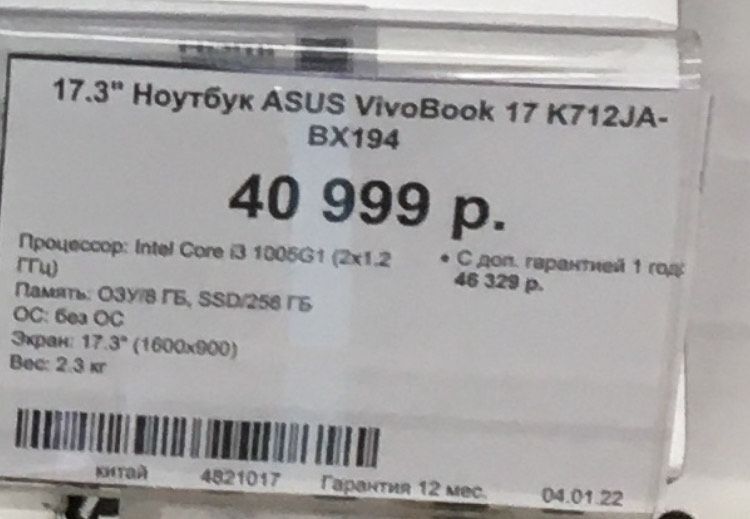 17.3" Ноутбук ASUS VivoBook 17 K712JA-
BX194
40 999 р.
Процессор: Intel Core i3 1005G1 (2x1.2
ГГц)
Память: ОЗУ/8 ГБ, SSD/256 ГБ
ОС: без ОС
Экран: 17.3" (1600x900)
Вес: 2.3 кг
• С доп. гарантией 1 год:
46 329 р.
китай 4821017 Гарантия 12 мес. 04.01.22